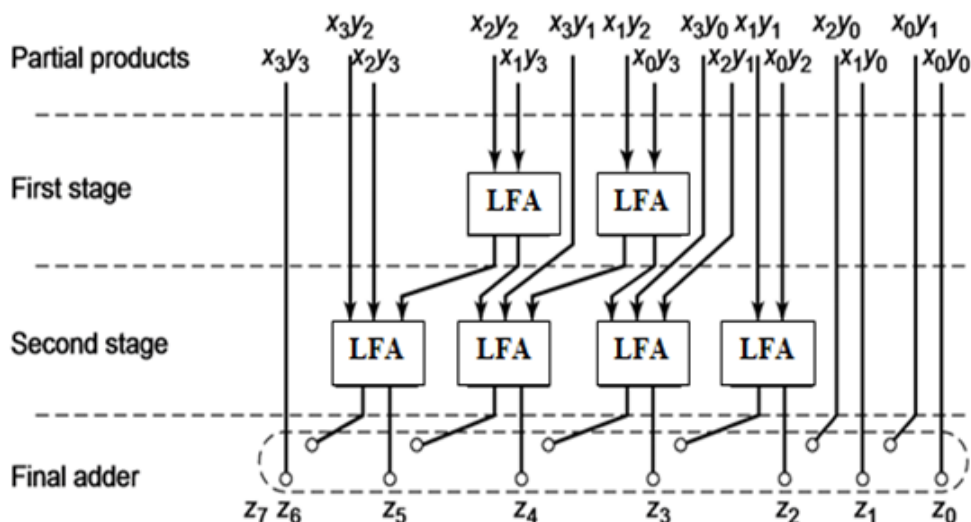 x₃y₂ x₂y₂ x₃y₁ x₁y₂ x₃y₀ x₁y₁ x₂y₀ x₀y₁
Partial products x₃y₃ x₂y₃ x₁y₃ x₀y₃ x₂y₁ x₀y₂ x₁y₀ x₀y₀
First stage LFA LFA
Second stage LFA LFA LFA LFA
Final adder
z₇ z₆ z₅ z₄ z₃ z₂ z₁ z₀